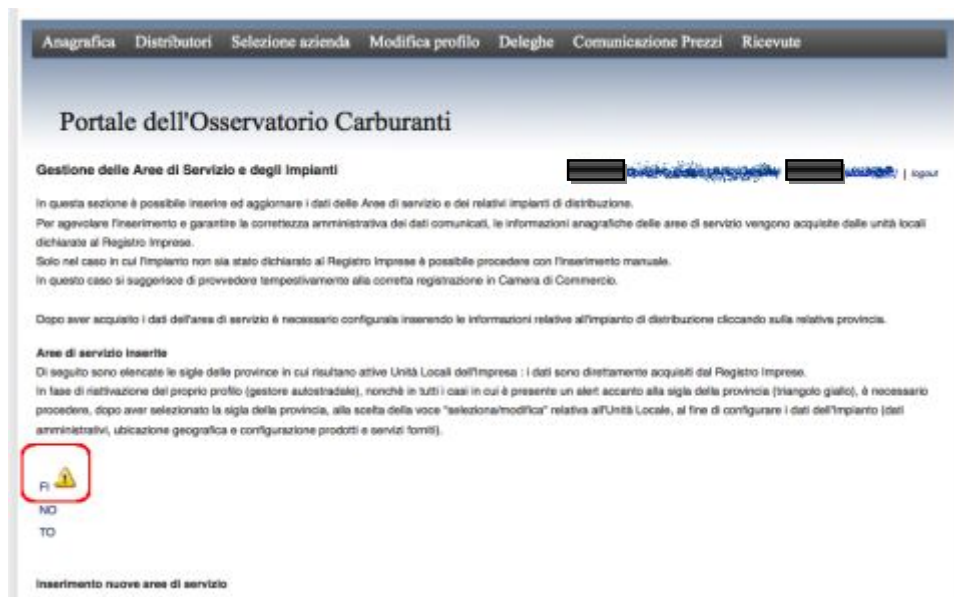 Anagrafica Distributori Selezione azienda Modifica profilo Deleghe Comunicazione Prezzi Ricevute
Portale dell'Osservatorio Carburanti
Gestione delle Aree di Servizio e degli Impianti
| logout
In questa sezione è possibile inserire ed aggiornare i dati delle Aree di servizio e dei relativi impianti di distribuzione.
Per agevolare l'inserimento e garantire la correttezza amministrativa dei dati comunicati, le informazioni anagrafiche delle aree di servizio vengono acquisite dalle unità locali
dichiarate al Registro Imprese.
Solo nel caso in cui l'impianto non sia stato dichiarato al Registro Imprese è possibile procedere con l'inserimento manuale.
In questo caso si suggerisce di provvedere tempestivamente alla corretta registrazione in Camera di Commercio.
Dopo aver acquisito i dati dell'area di servizio è necessario configurala inserendo le informazioni relative all'impianto di distribuzione cliccando sulla relativa provincia.
Aree di servizio inserite
Di seguito sono elencate le sigle delle province in cui risultano attive Unità Locali dell'Impresa : i dati sono direttamente acquisiti dal Registro Imprese.
In fase di riattivazione del proprio profilo (gestore autostradale), nonchè in tutti i casi in cui è presente un alert accanto alla sigla della provincia (triangolo giallo), è necessario
procedere, dopo aver selezionato la sigla della provincia, alla scelta della voce "seleziona/modifica" relativa all'Unità Locale, al fine di configurare i dati dell'impianto (dati
amministrativi, ubicazione geografica e configurazione prodotti e servizi forniti).
FI
NO
TO
Inserimento nuove aree di servizio